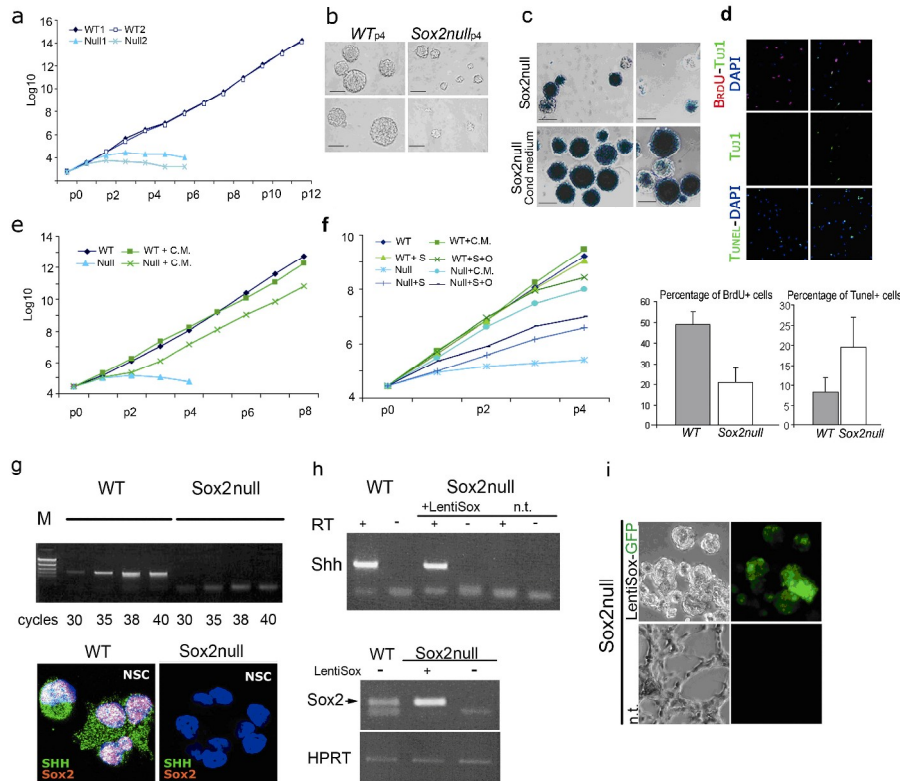 a
16
14
12
10
8
6
4
Log10
WT1
WT2
Null1
Null2
p0 p2 p4 p6 p8 p10 p12
b
WTp4 Sox2nullp4
c
Sox2null
Sox2null
Cond medium
d
BRDU-TUJ1
DAPI
TUJ1
TUNEL-DAPI
e
14
12
10
8
6
4
Log10
WT
WT + C.M.
Null
Null + C.M.
p0 p2 p4 p6 p8
f
10
8
6
4
WT
WT+C.M.
WT+ S
WT+S+O
Null
Null+C.M.
Null+S
Null+S+O
p0 p2 p4
Percentage of BrdU+ cells
60
50
40
30
20
10
0
WT Sox2null
Percentage of Tunel+ cells
30
25
20
15
10
5
0
WT Sox2null
g
WT Sox2null
M
cycles 30 35 38 40 30 35 38 40
WT Sox2null
NSC
SHH
Sox2
NSC
SHH
Sox2
h
WT Sox2null
+LentiSox n.t.
RT + - + - + -
Shh
WT Sox2null
LentiSox - + -
Sox2
HPRT
i
Sox2null
LentiSox-GFP
n.t.